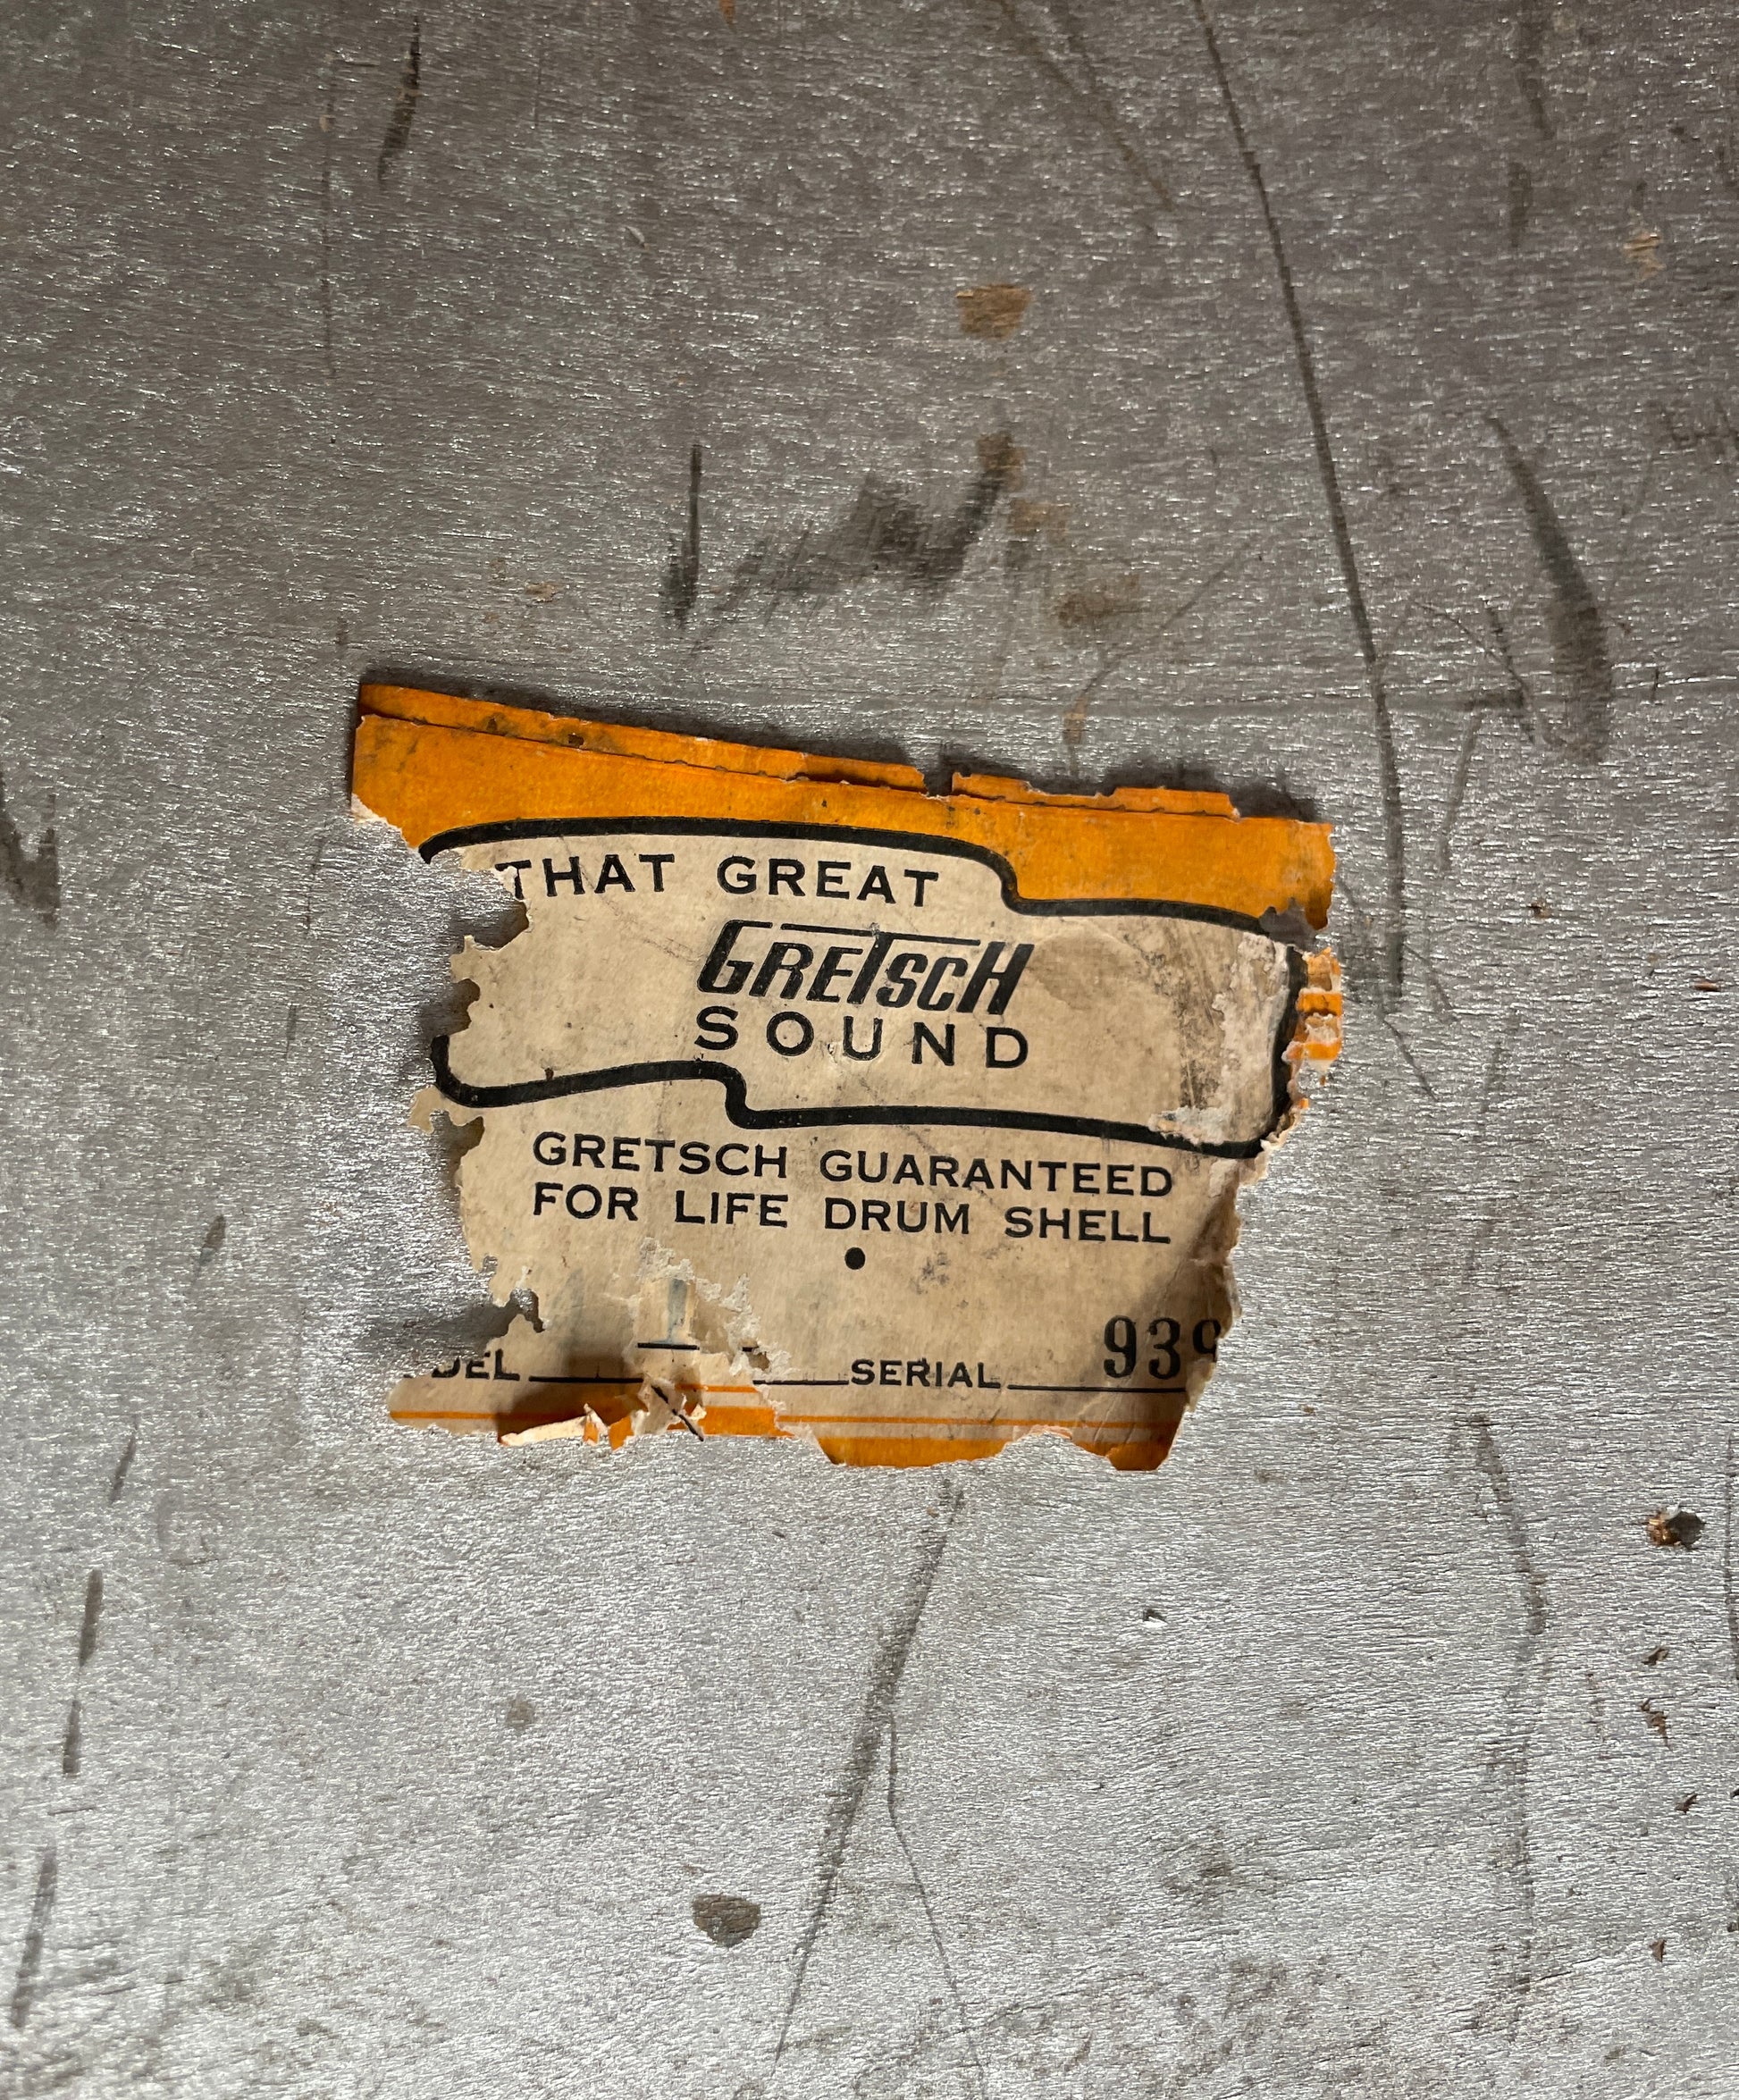 THAT GREAT
GRETSCH
SOUND
GRETSCH GUARANTEED
FOR LIFE DRUM SHELL
SERIAL 93